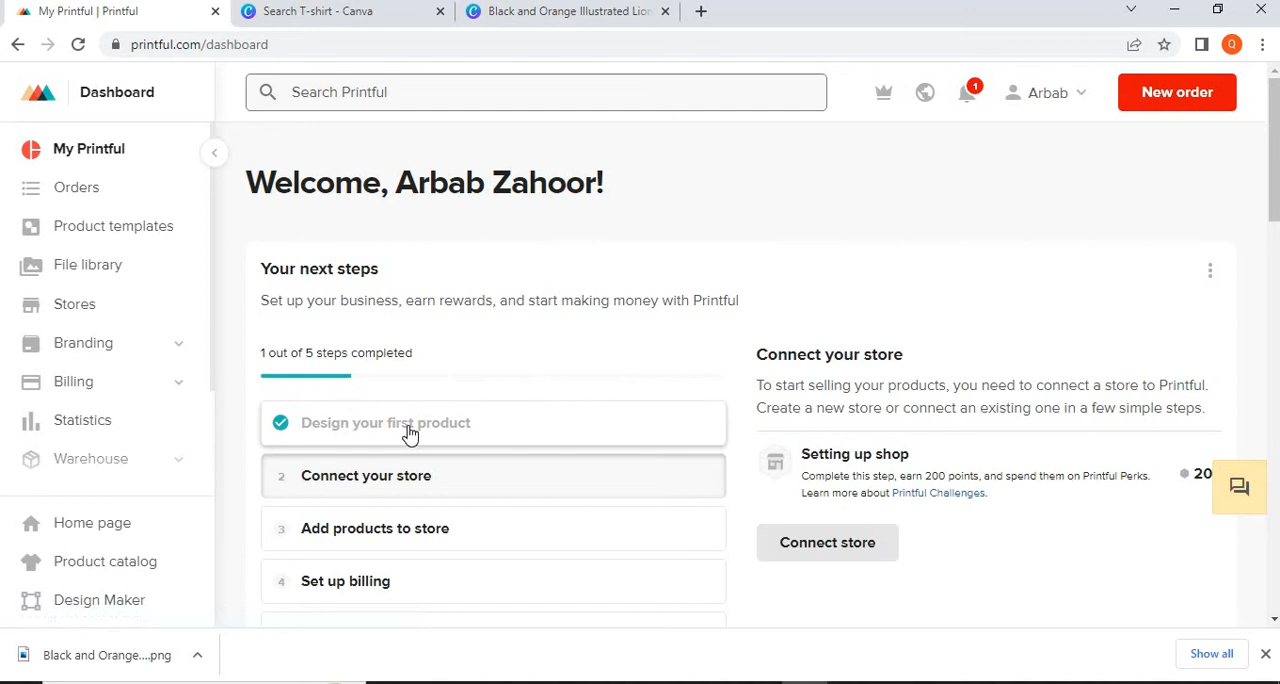 My Printful | Printful
Search T-shirt - Canva
Black and Orange Illustrated Lion
printful.com/dashboard
Q
Dashboard
Search Printful
1
Arbab
New order
My Printful
Orders
Product templates
File library
Stores
Branding
Billing
Statistics
Warehouse
Home page
Product catalog
Design Maker
Welcome, Arbab Zahoor!
Your next steps
Set up your business, earn rewards, and start making money with Printful
1 out of 5 steps completed
Design your first product
2 Connect your store
3 Add products to store
4 Set up billing
Connect your store
To start selling your products, you need to connect a store to Printful.
Create a new store or connect an existing one in a few simple steps.
Setting up shop
Complete this step, earn 200 points, and spend them on Printful Perks.
Learn more about Printful Challenges.
20
Connect store
Black and Orange....png
Show all